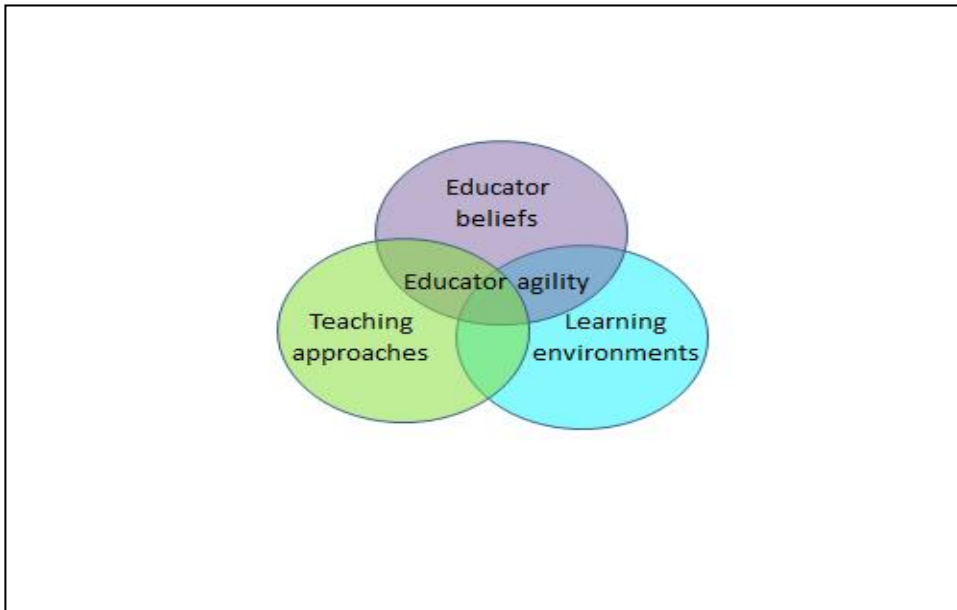 Educator
beliefs
Educator agility
Teaching
approaches
Learning
environments